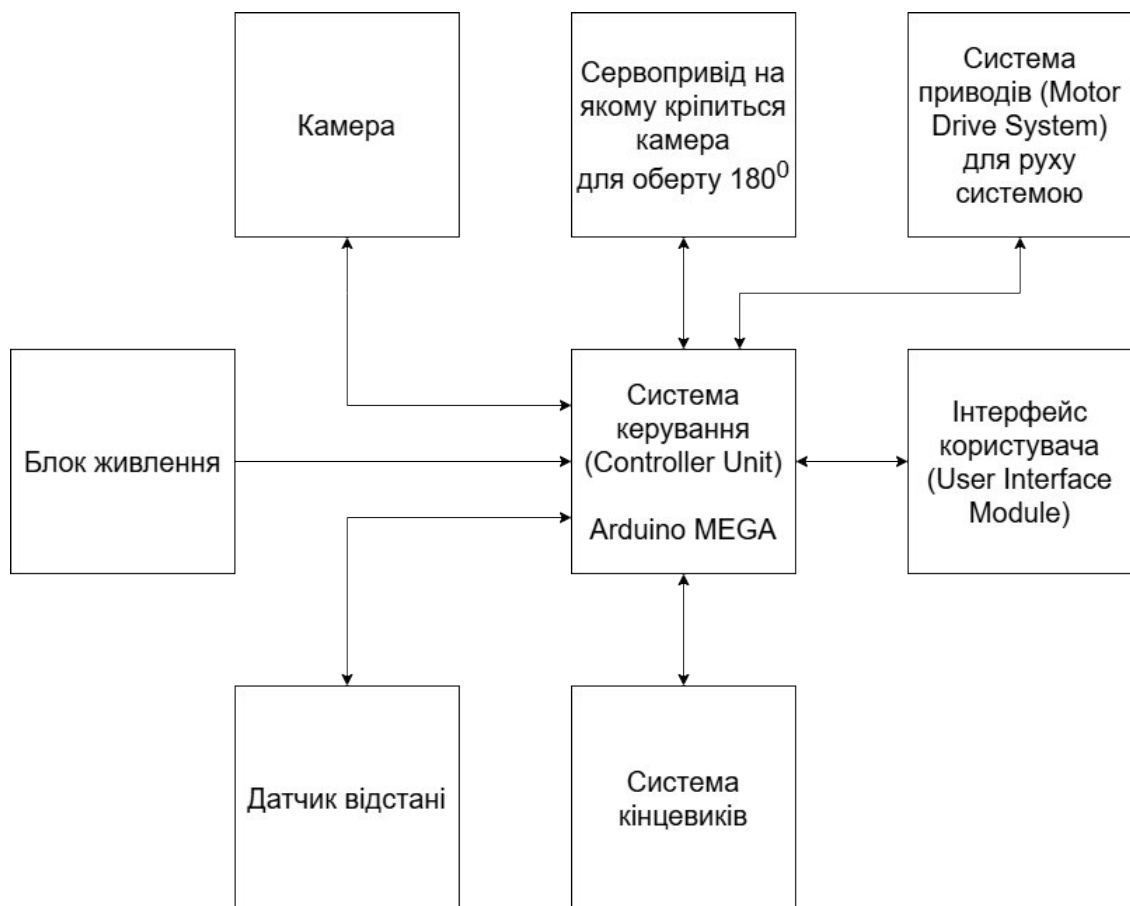 Камера
Сервопривід на
якому кріпиться
камера
для оберту 180⁰
Система
приводів (Motor
Drive System)
для руху
системою
Блок живлення
Система
керування
(Controller Unit)
Arduino MEGA
Інтерфейс
користувача
(User Interface
Module)
Датчик відстані
Система
кінцевиків